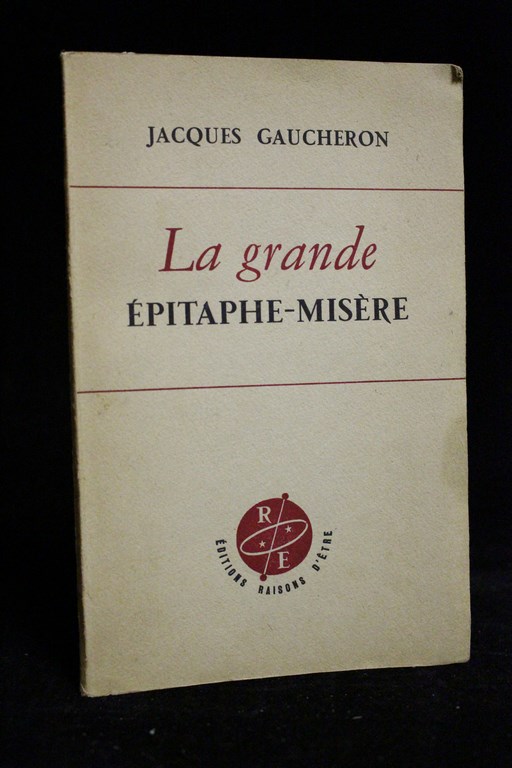 JACQUES GAUCHERON
La grande
ÉPITAPHE-MISÈRE
R
E
ÉDITIONS RAISONS D'ÊTRE